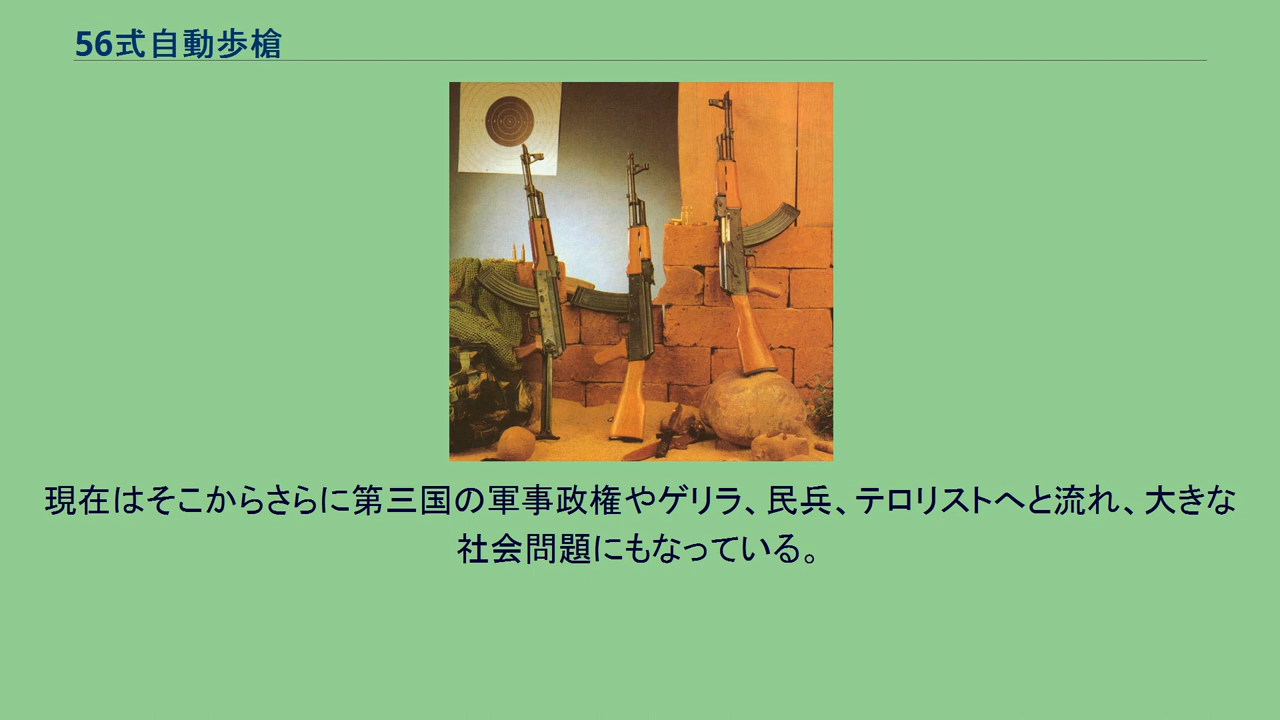 56式自動歩槍
現在はそこからさらに第三国の軍事政権やゲリラ、民兵、テロリストへと流れ、大きな
社会問題にもなっている。